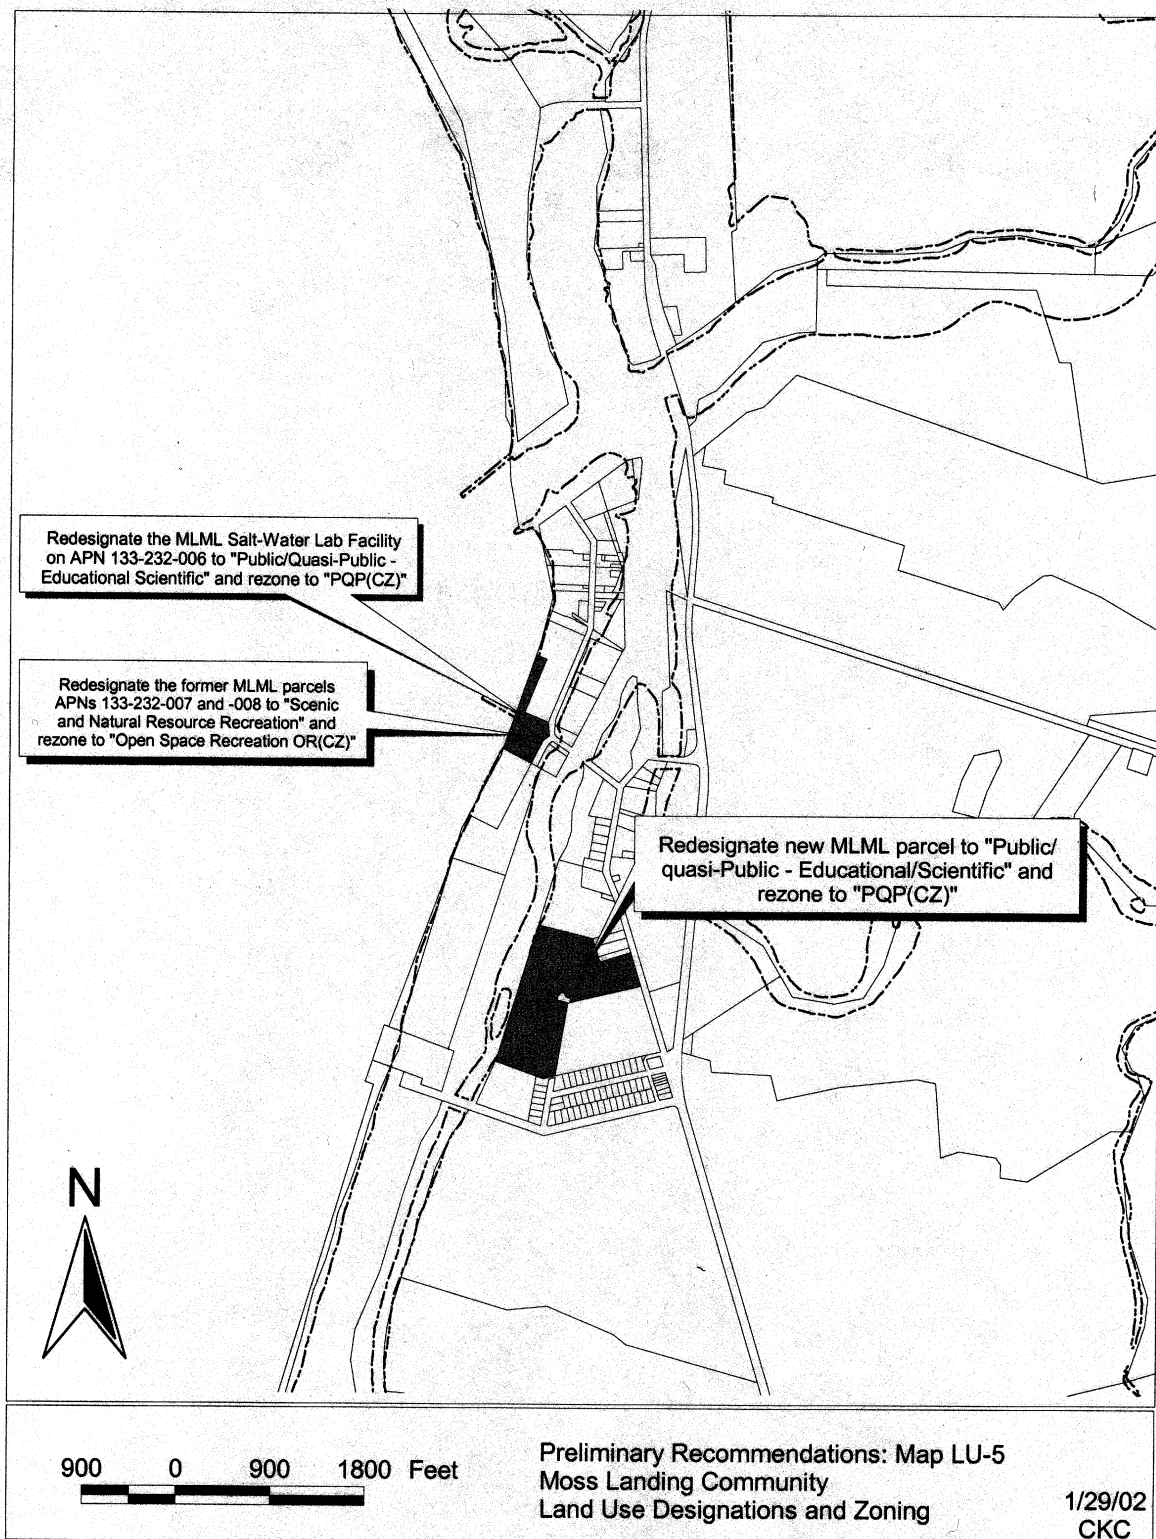 Redesignate the MLML Salt-Water Lab Facility
on APN 133-232-006 to "Public/Quasi-Public -
Educational Scientific" and rezone to "PQP(CZ)"
Redesignate the former MLML parcels
APNs 133-232-007 and -008 to "Scenic
and Natural Resource Recreation" and
rezone to "Open Space Recreation OR(CZ)"
Redesignate new MLML parcel to "Public/
quasi-Public - Educational/Scientific" and
rezone to "PQP(CZ)"
N
900 0 900 1800 Feet
Preliminary Recommendations: Map LU-5
Moss Landing Community
Land Use Designations and Zoning
1/29/02
CKC